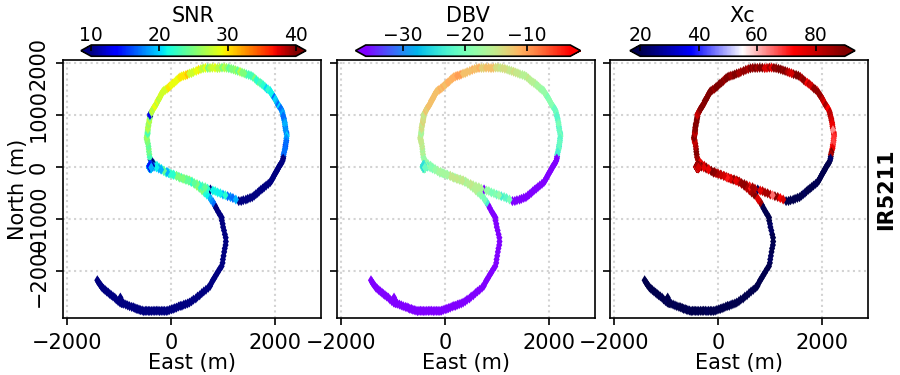 SNR DBV Xc
10 20 30 40 −30 −20 −10 20 40 60 80
2000
1000
0
−1000
−2000
North (m)
IR5211
−2000 0 2000 −2000 0 2000 −2000 0 2000
East (m) East (m) East (m)